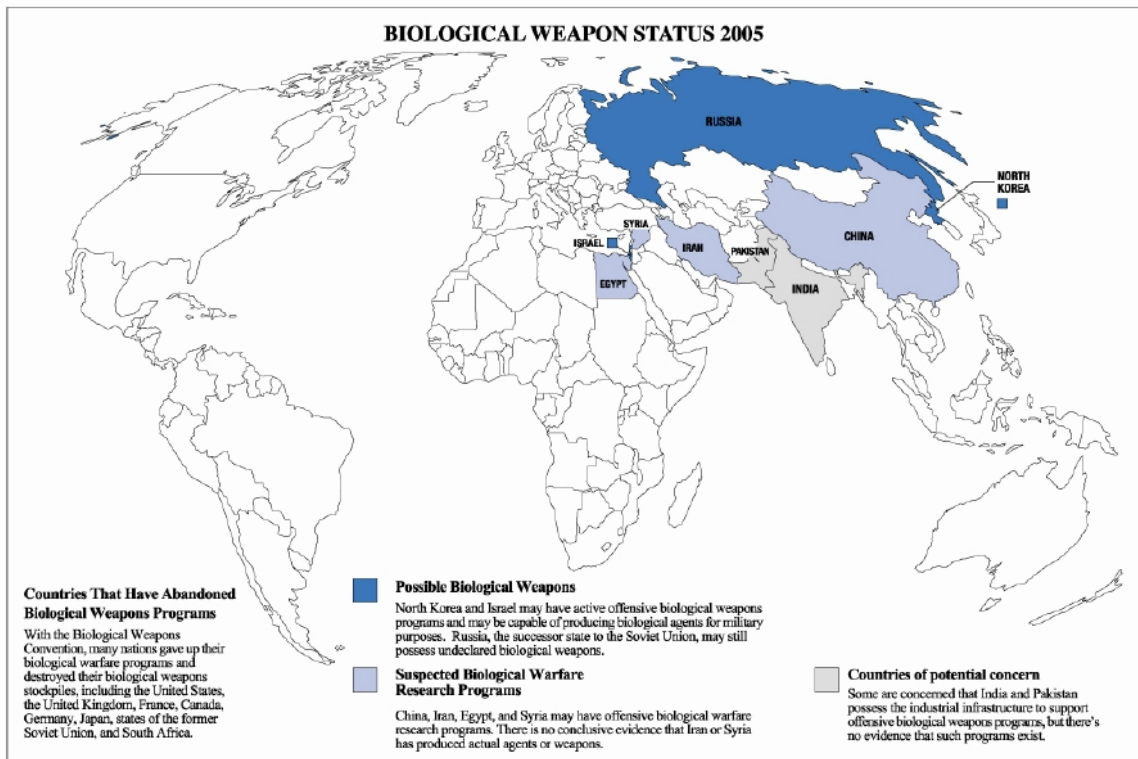 BIOLOGICAL WEAPON STATUS 2005
RUSSIA
NORTH
KOREA
SYRIA
ISRAEL
IRAN
PAKISTAN
CHINA
EGYPT
INDIA
Countries That Have Abandoned
Biological Weapons Programs
With the Biological Weapons
Convention, many nations gave up their
biological warfare programs and
destroyed their biological weapons
stockpiles, including the United States,
the United Kingdom, France, Canada,
Germany, Japan, states of the former
Soviet Union, and South Africa.
Possible Biological Weapons
North Korea and Israel may have active offensive biological weapons
programs and may be capable of producing biological agents for military
purposes. Russia, the successor state to the Soviet Union, may still
possess undeclared biological weapons.
Suspected Biological Warfare
Research Programs
China, Iran, Egypt, and Syria may have offensive biological warfare
research programs. There is no conclusive evidence that Iran or Syria
has produced actual agents or weapons.
Countries of potential concern
Some are concerned that India and Pakistan
possess the industrial infrastructure to support
offensive biological weapons programs, but there's
no evidence that such programs exist.